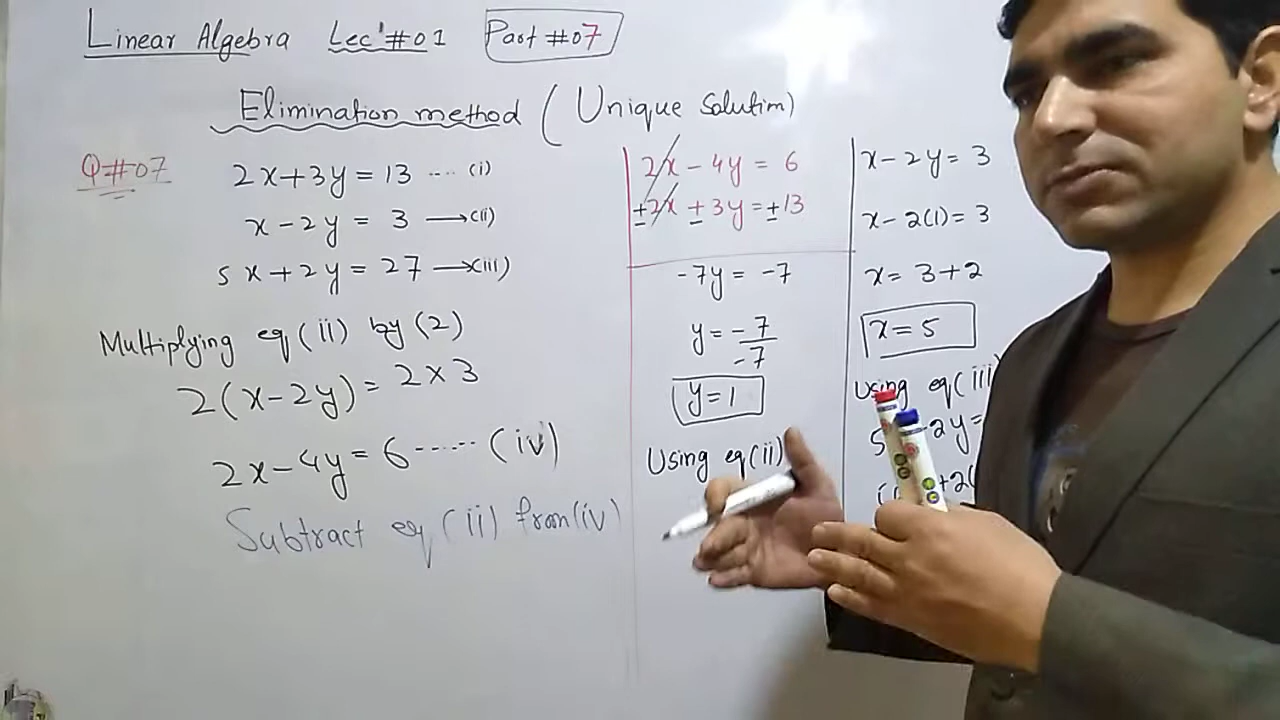 Linear Algebra Lec'#01 Part #07
Elimination method (Unique Solution)
Q#07 2x+3y=13 ---- (i)
x-2y = 3 ⟶(ii)
5x+2y=27 ⟶(iii)
Multiplying eq(ii) by (2)
2(x-2y)= 2×3
2x-4y=6------ (iv)
Subtract eq (ii) from (iv)
2x - 4y = 6
±2x ± 3y = ±13
-7y = -7
y = -7/-7
y=1
Using eq(ii)
x-2y=3
x-2(1)=3
x= 3+2
x=5
Using eq(iii
5
2y=
+2(